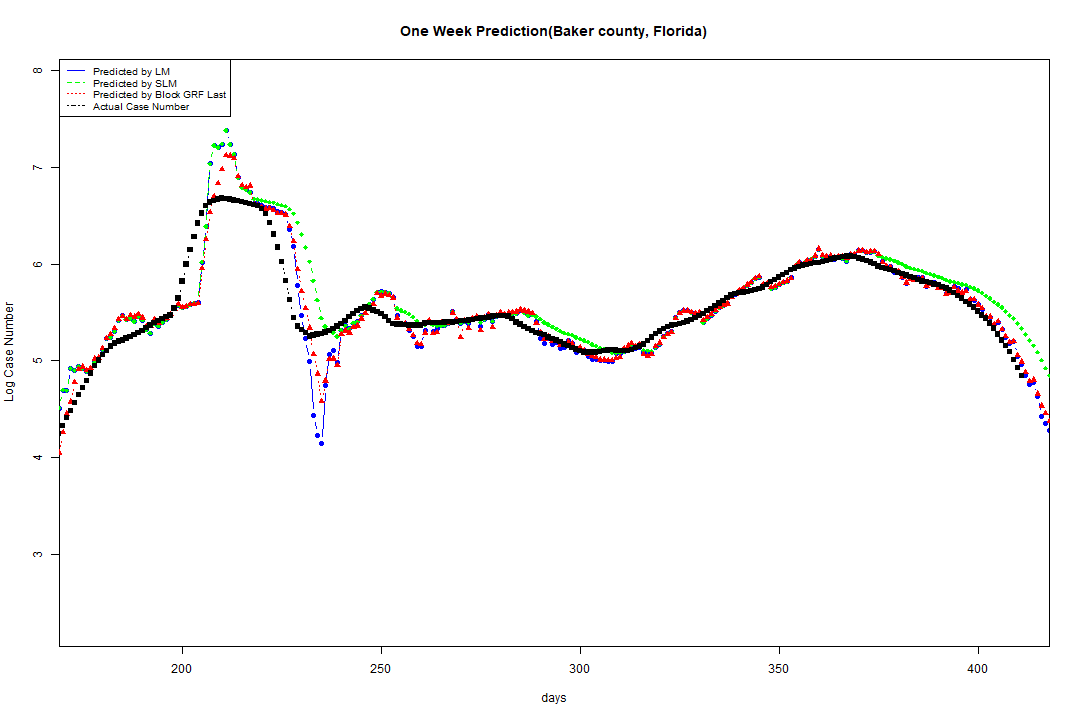 One Week Prediction(Baker county, Florida)
Predicted by LM
Predicted by SLM
Predicted by Block GRF Last
Actual Case Number
8
7
6
5
4
3
Log Case Number
200 250 300 350 400
days